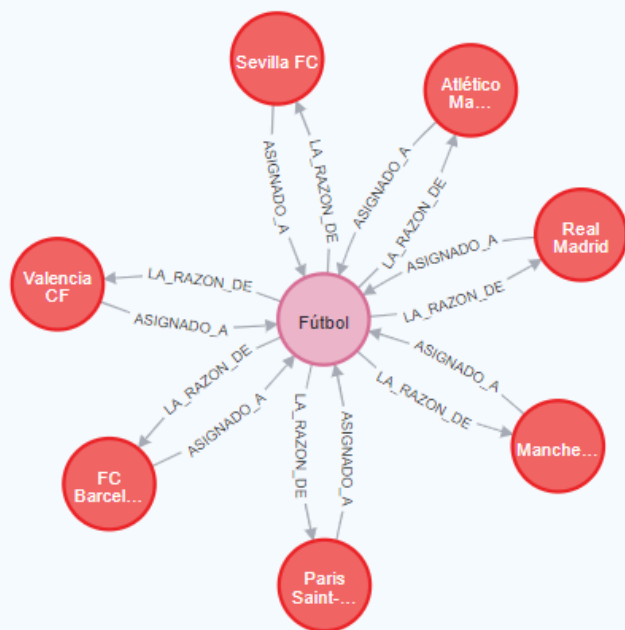 Sevilla FC
Atlético
Ma...
ASIGNADO_A
LA_RAZON_DE
ASIGNADO_A
LA_RAZON_DE
Real
Madrid
ASIGNADO_A
LA_RAZON_DE
Valencia
CF
LA_RAZON_DE
ASIGNADO_A
Fútbol
LA_RAZON_DE
ASIGNADO_A
ASIGNADO_A
LA_RAZON_DE
FC
Barcel...
LA_RAZON_DE
ASIGNADO_A
Manche...
Paris
Saint-...